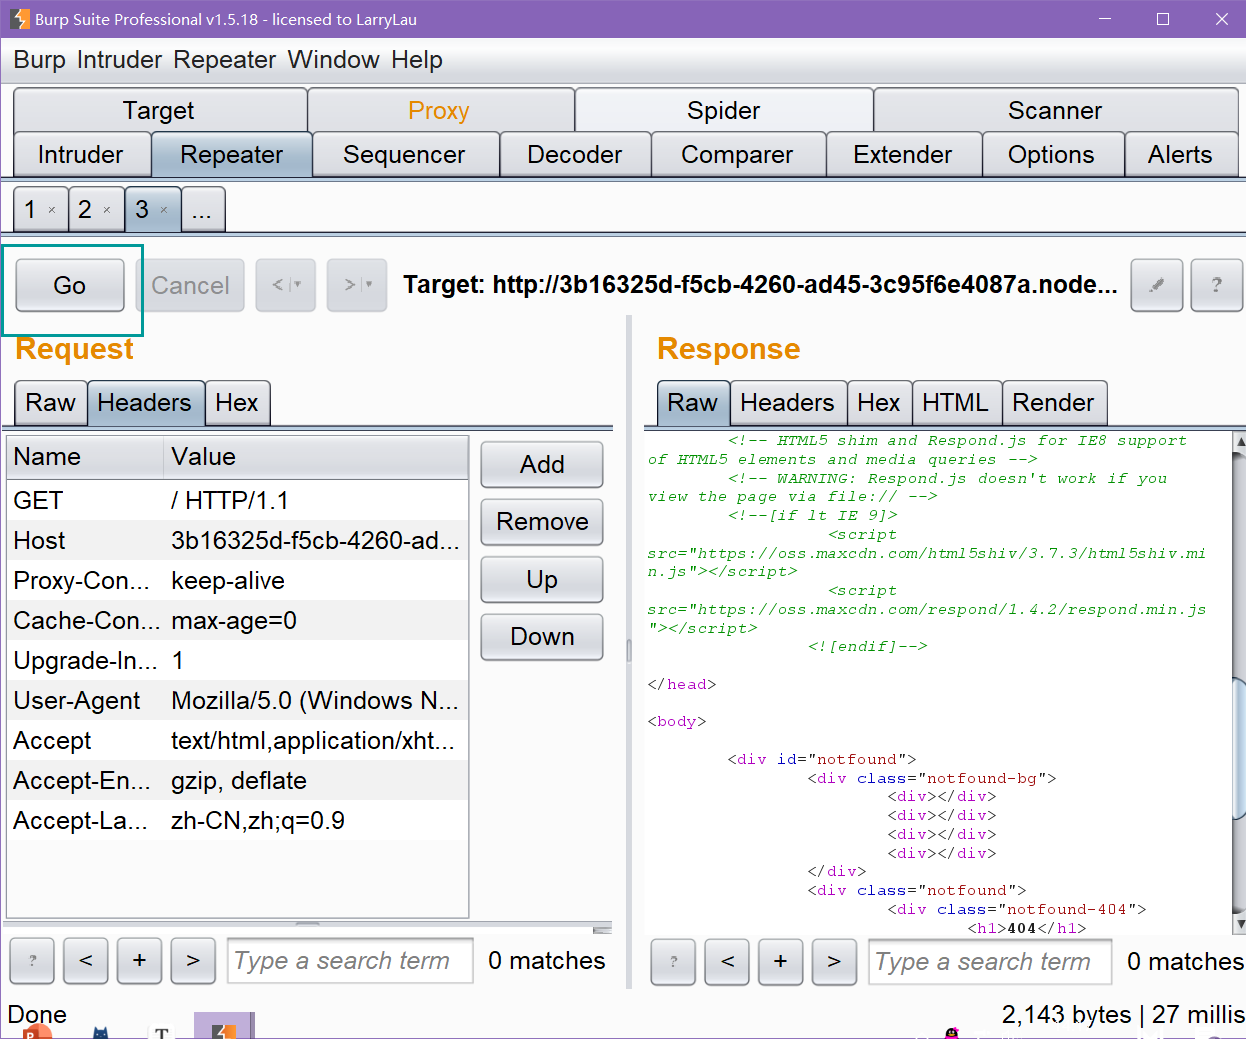 Burp Suite Professional v1.5.18 - licensed to LarryLau
Burp Intruder Repeater Window Help
Target Proxy Spider Scanner
Intruder Repeater Sequencer Decoder Comparer Extender Options Alerts
1 × 2 × 3 × ...
Go Cancel < > Target: http://3b16325d-f5cb-4260-ad45-3c95f6e4087a.node... ?
Request
Raw Headers Hex
Name Value
GET / HTTP/1.1
Host 3b16325d-f5cb-4260-ad...
Proxy-Con... keep-alive
Cache-Con... max-age=0
Upgrade-In... 1
User-Agent Mozilla/5.0 (Windows N...
Accept text/html,application/xht...
Accept-En... gzip, deflate
Accept-La... zh-CN,zh;q=0.9
Add
Remove
Up
Down
? < + > Type a search term 0 matches
Response
Raw Headers Hex HTML Render
<!-- HTML5 shim and Respond.js for IE8 support
of HTML5 elements and media queries -->
<!-- WARNING: Respond.js doesn't work if you
view the page via file:// -->
<!--[if lt IE 9]>
<script
src="https://oss.maxcdn.com/html5shiv/3.7.3/html5shiv.mi
n.js"></script>
<script
src="https://oss.maxcdn.com/respond/1.4.2/respond.min.js
"></script>
<![endif]-->
</head>
<body>
<div id="notfound">
<div class="notfound-bg">
<div></div>
<div></div>
<div></div>
<div></div>
</div>
<div class="notfound">
<div class="notfound-404">
<h1>404</h1>
? < + > Type a search term 0 matches
Done
2,143 bytes | 27 millis